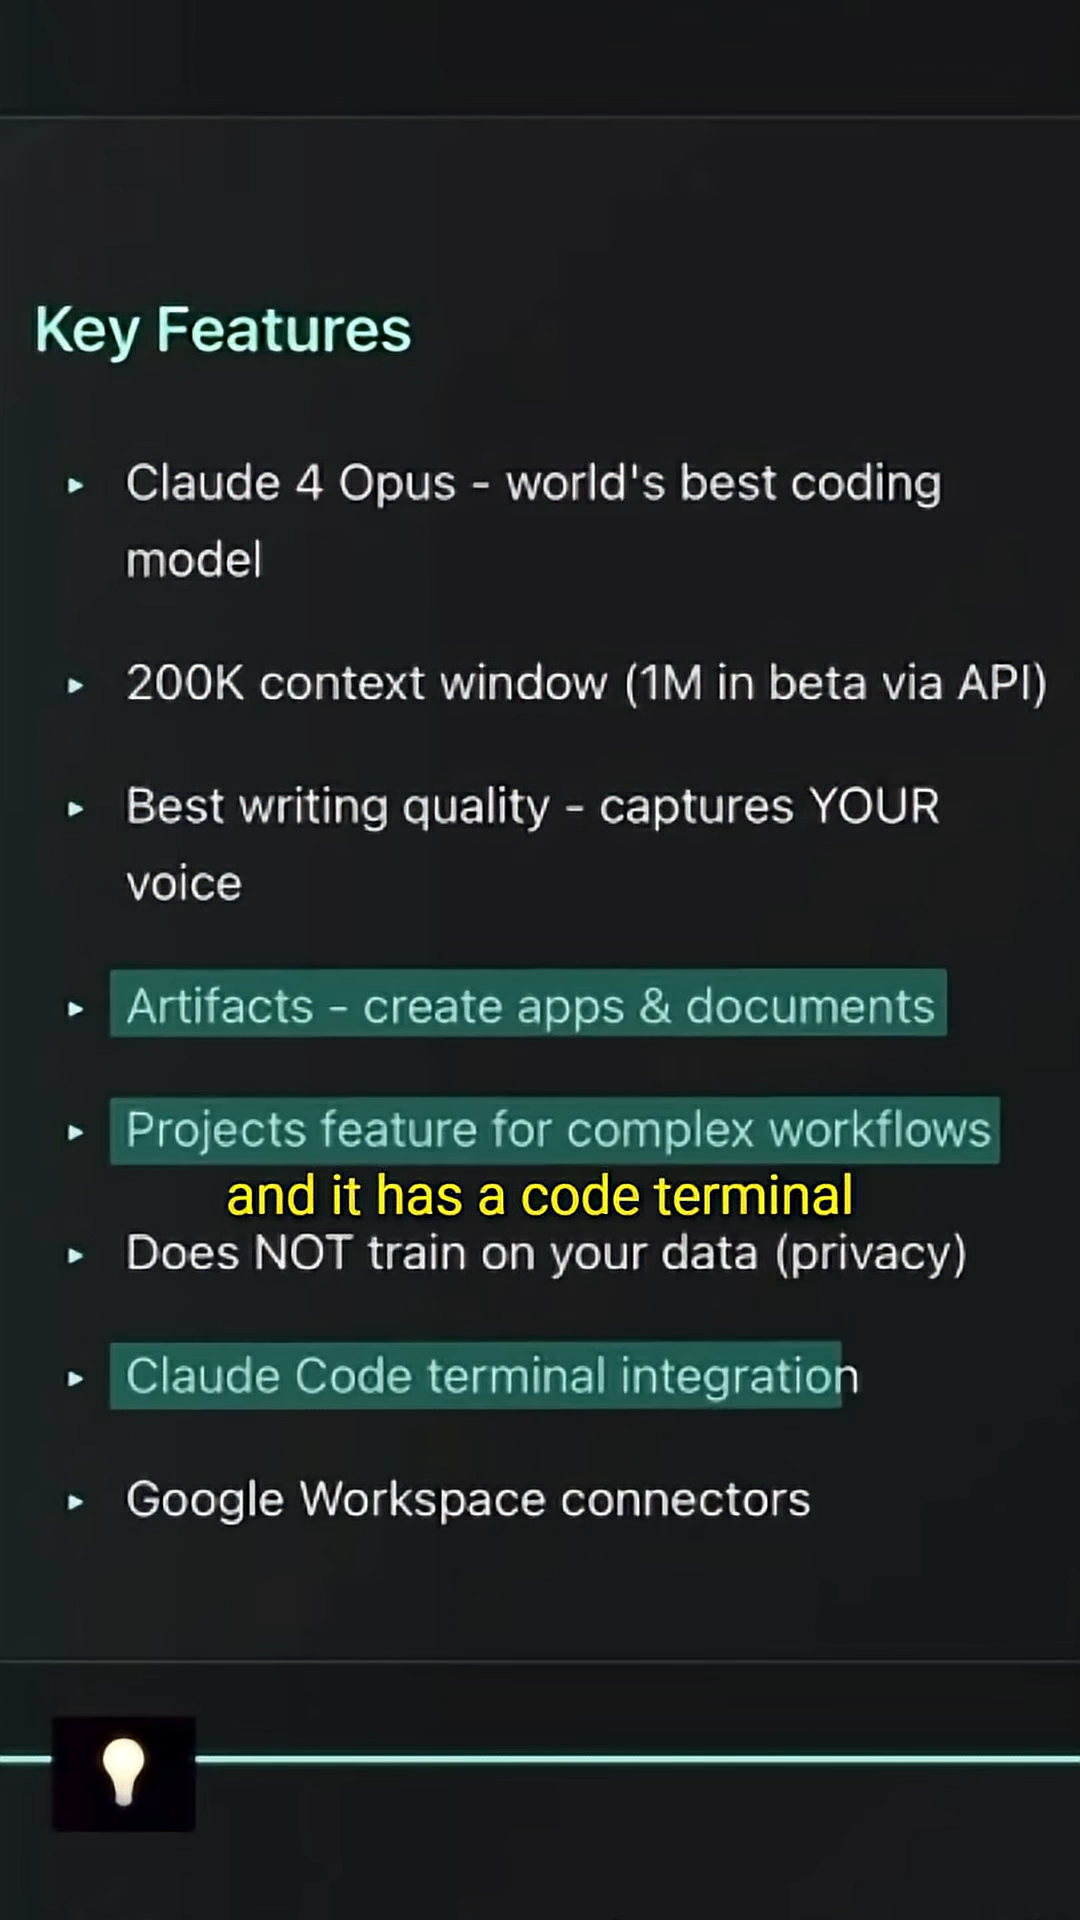 Key Features
Claude 4 Opus - world's best coding
model
200K context window (1M in beta via API)
Best writing quality - captures YOUR
voice
Artifacts - create apps & documents
Projects feature for complex workflows
and it has a code terminal
Does NOT train on your data (privacy)
Claude Code terminal integration
Google Workspace connectors